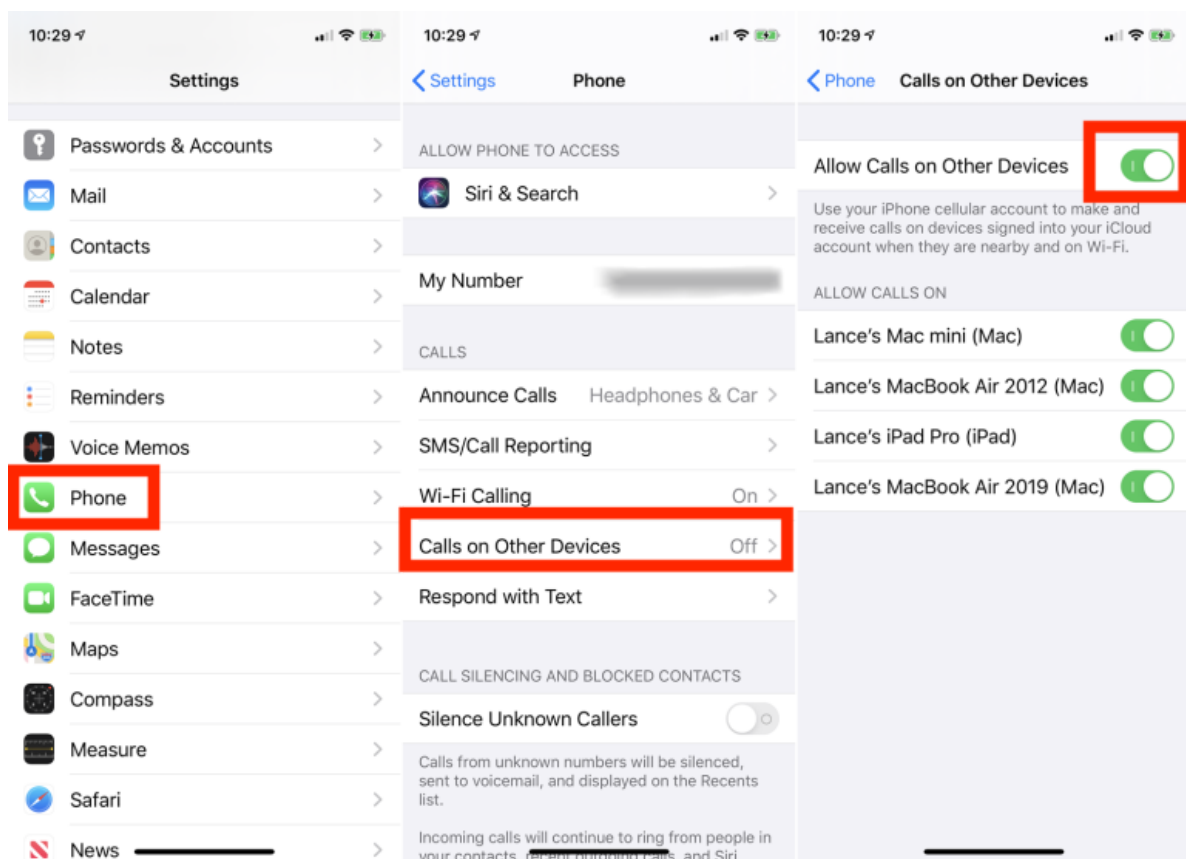 10:29
Settings
Passwords & Accounts
Mail
Contacts
Calendar
Notes
Reminders
Voice Memos
Phone
Messages
FaceTime
Maps
Compass
Measure
Safari
News
10:29
Settings
Phone
ALLOW PHONE TO ACCESS
Siri & Search
My Number
CALLS
Announce Calls Headphones & Car
SMS/Call Reporting
Wi-Fi Calling On
Calls on Other Devices Off
Respond with Text
CALL SILENCING AND BLOCKED CONTACTS
Silence Unknown Callers
Calls from unknown numbers will be silenced,
sent to voicemail, and displayed on the Recents
list.
Incoming calls will continue to ring from people in
your contacts, recent outgoing calls, and Siri
10:29
Phone
Calls on Other Devices
Allow Calls on Other Devices
Use your iPhone cellular account to make and
receive calls on devices signed into your iCloud
account when they are nearby and on Wi-Fi.
ALLOW CALLS ON
Lance's Mac mini (Mac)
Lance's MacBook Air 2012 (Mac)
Lance's iPad Pro (iPad)
Lance's MacBook Air 2019 (Mac)